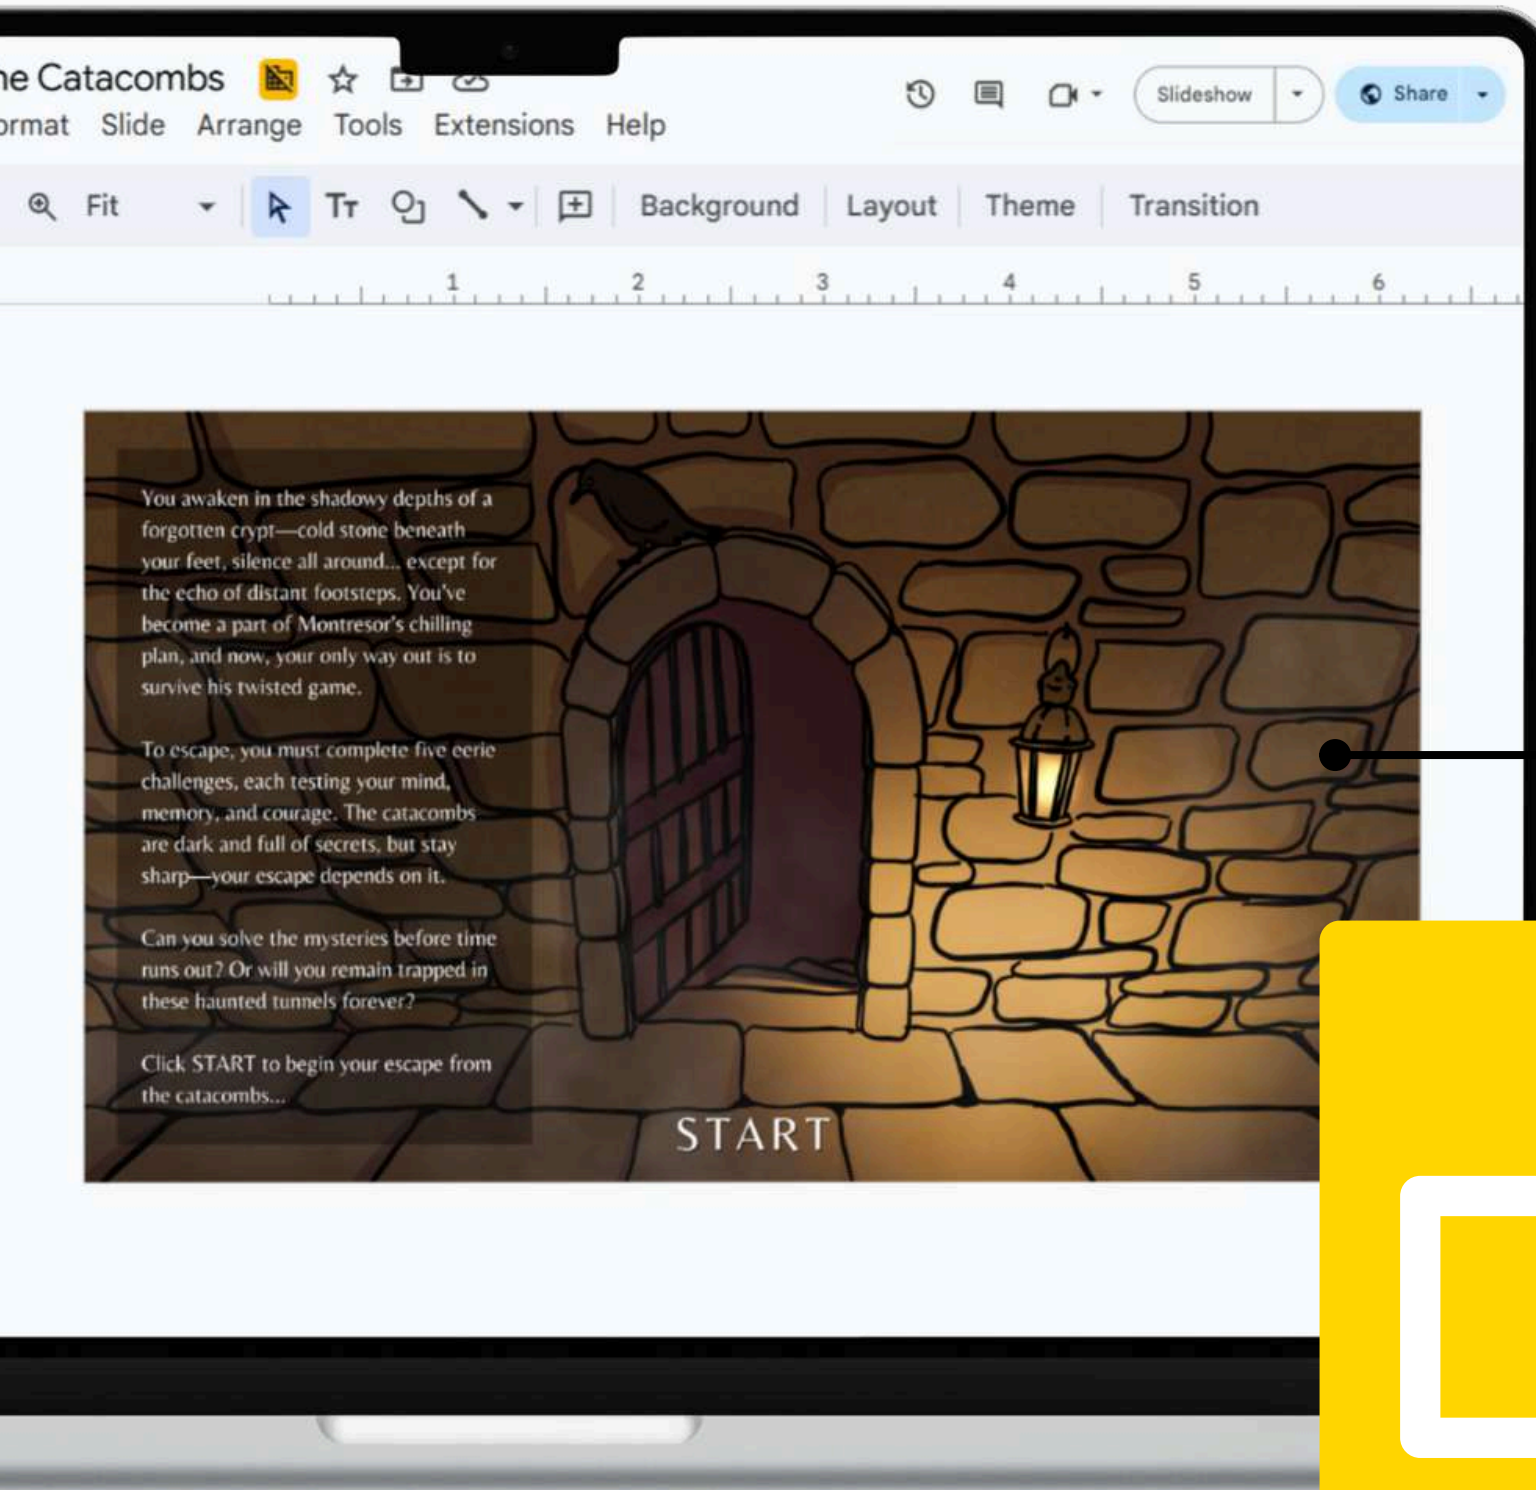 ne Catacombs
ormat Slide Arrange Tools Extensions Help
Slideshow
Share
Fit
Background Layout Theme Transition
1 2 3 4 5 6
You awaken in the shadowy depths of a
forgotten crypt—cold stone beneath
your feet, silence all around... except for
the echo of distant footsteps. You've
become a part of Montresor's chilling
plan, and now, your only way out is to
survive his twisted game.
To escape, you must complete five eerie
challenges, each testing your mind,
memory, and courage. The catacombs
are dark and full of secrets, but stay
sharp—your escape depends on it.
Can you solve the mysteries before time
runs out? Or will you remain trapped in
these haunted tunnels forever?
Click START to begin your escape from
the catacombs...
START